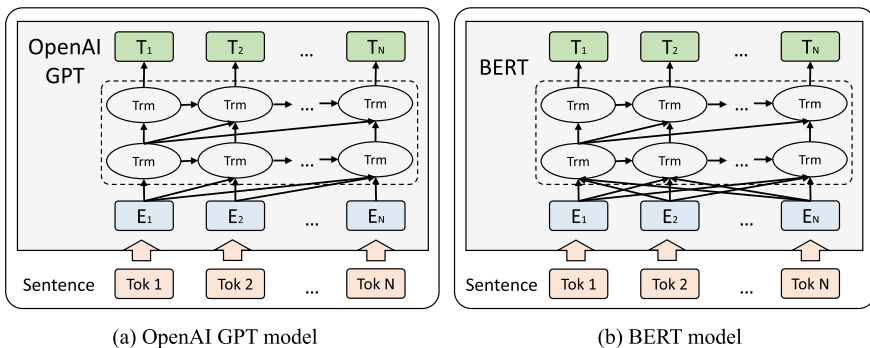 OpenAI
GPT
T1 T2 ... TN
Trm Trm ... Trm
Trm Trm ... Trm
E1 E2 ... EN
Sentence Tok 1 Tok 2 ... Tok N
(a) OpenAI GPT model
BERT
T1 T2 ... TN
Trm Trm ... Trm
Trm Trm ... Trm
E1 E2 ... EN
Sentence Tok 1 Tok 2 ... Tok N
(b) BERT model